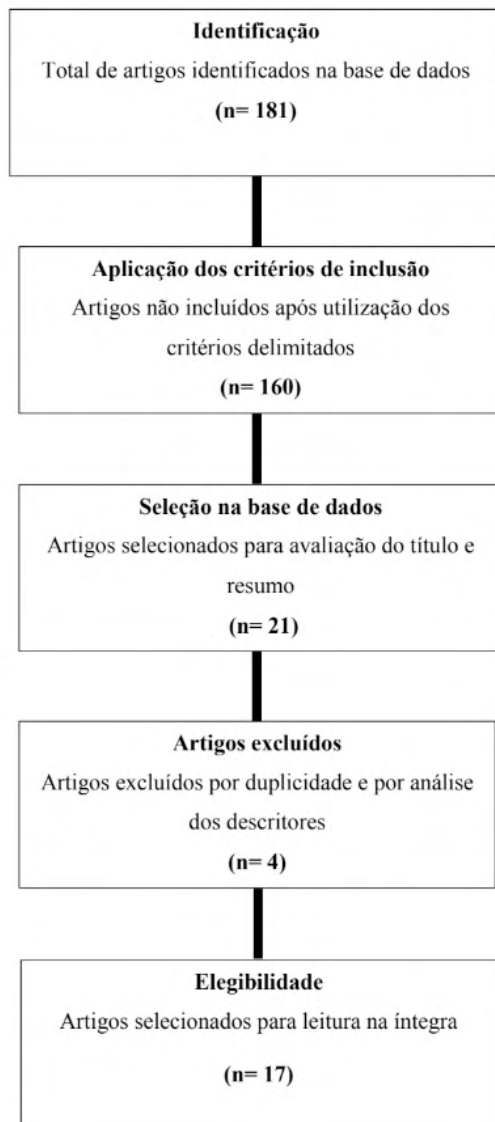 Identificação
Total de artigos identificados na base de dados
(n= 181)
Aplicação dos critérios de inclusão
Artigos não incluídos após utilização dos
critérios delimitados
(n= 160)
Seleção na base de dados
Artigos selecionados para avaliação do título e
resumo
(n= 21)
Artigos excluídos
Artigos excluídos por duplicidade e por análise
dos descritores
(n= 4)
Elegibilidade
Artigos selecionados para leitura na íntegra
(n= 17)